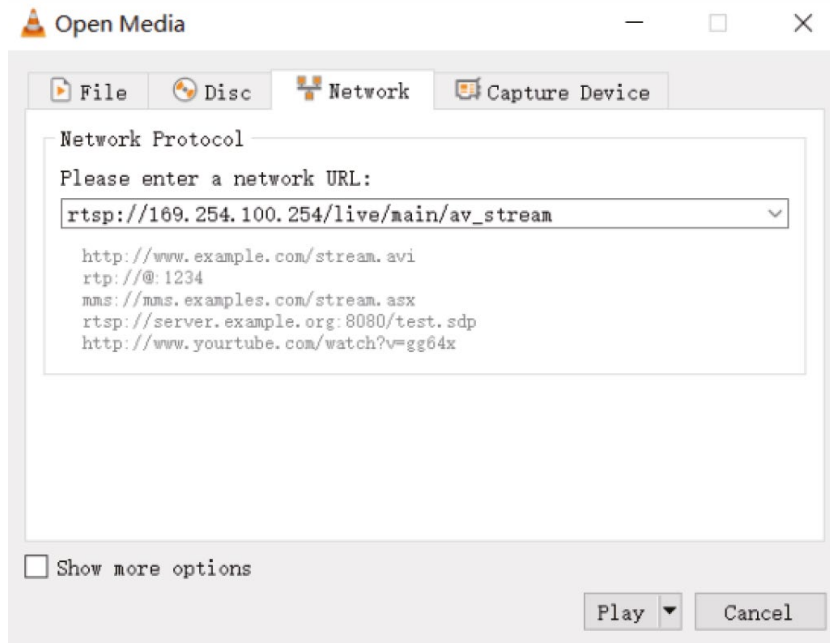 Open Media
File Disc Network Capture Device
Network Protocol
Please enter a network URL:
rtsp://169.254.100.254/live/main/av_stream
http://www.example.com/stream.avi
rtp://@:1234
mms://mms.examples.com/stream.asx
rtsp://server.example.org:8080/test.sdp
http://www.yourtube.com/watch?v=gg64x
Show more options
Play Cancel